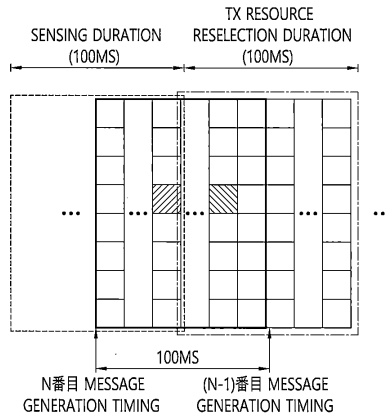 SENSING DURATION
(100MS)
TX RESOURCE
RESELECTION DURATION
(100MS)
100MS
N番目 MESSAGE
GENERATION TIMING
(N-1)番目 MESSAGE
GENERATION TIMING